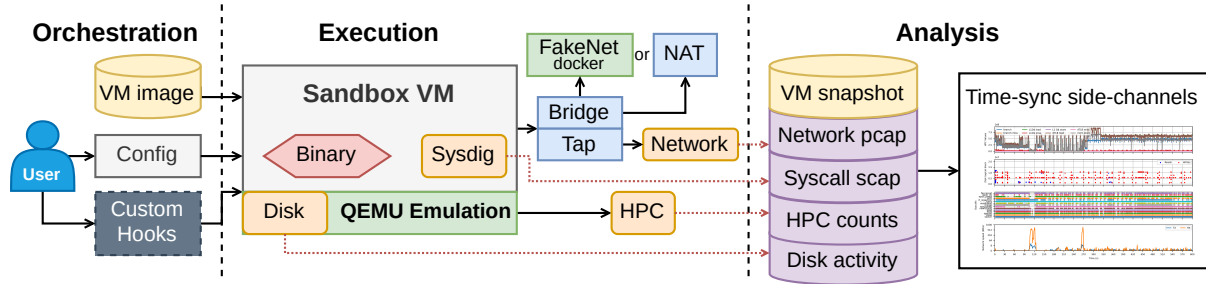 Orchestration
Execution
Analysis
VM image
User
Config
Custom
Hooks
Sandbox VM
Binary
Sysdig
Disk
QEMU Emulation
FakeNet
docker
or
NAT
Bridge
Tap
Network
HPC
VM snapshot
Network pcap
Syscall scap
HPC counts
Disk activity
Time-sync side-channels